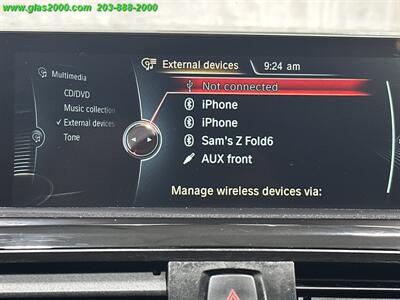 www.glas2000.com 203-888-2000
External devices
9:24 am
Multimedia
CD/DVD
Music collection
✓ External devices
Tone
Not connected
iPhone
iPhone
Sam's Z Fold6
AUX front
Manage wireless devices via: